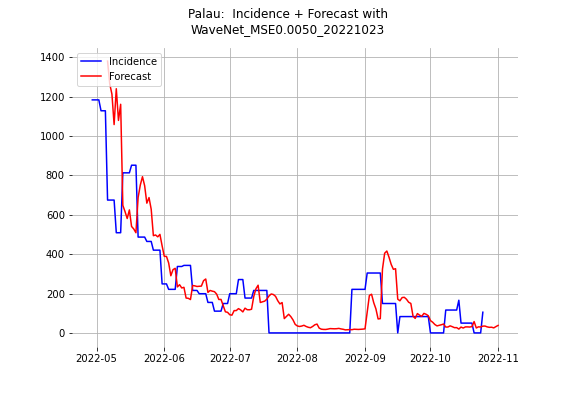 Palau:  Incidence + Forecast with
WaveNet_MSE0.0050_20221023
Incidence
Forecast
1400
1200
1000
800
600
400
200
0
2022-05 2022-06 2022-07 2022-08 2022-09 2022-10 2022-11